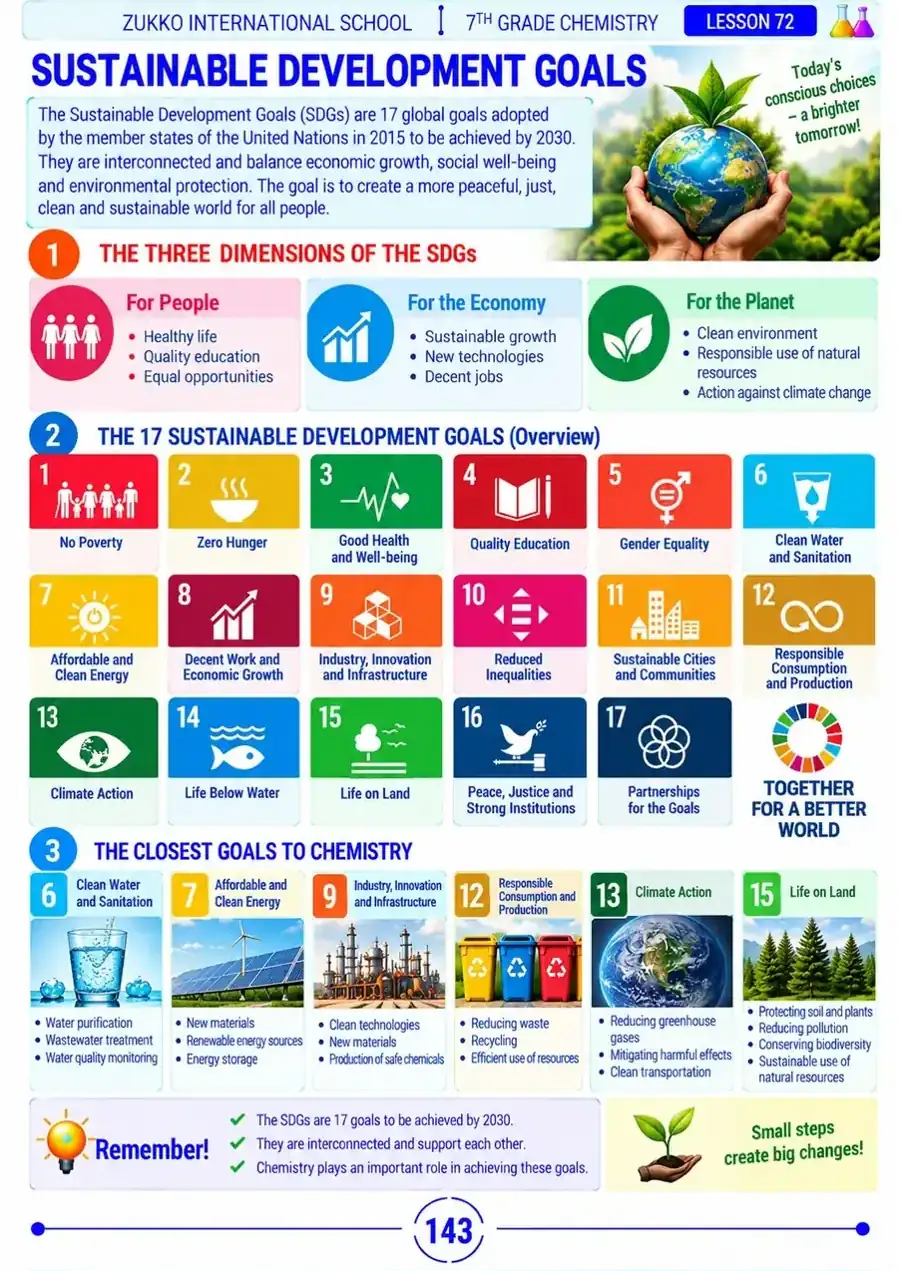 ZUKKO INTERNATIONAL SCHOOL
7TH GRADE CHEMISTRY
LESSON 72
SUSTAINABLE DEVELOPMENT GOALS
The Sustainable Development Goals (SDGs) are 17 global goals adopted
by the member states of the United Nations in 2015 to be achieved by 2030.
They are interconnected and balance economic growth, social well-being
and environmental protection. The goal is to create a more peaceful, just,
clean and sustainable world for all people.
Today's
conscious choices
– a brighter
tomorrow!
1
THE THREE DIMENSIONS OF THE SDGs
For People
• Healthy life
• Quality education
• Equal opportunities
For the Economy
• Sustainable growth
• New technologies
• Decent jobs
For the Planet
• Clean environment
• Responsible use of natural
resources
• Action against climate change
2
THE 17 SUSTAINABLE DEVELOPMENT GOALS (Overview)
1
No Poverty
2
Zero Hunger
3
Good Health
and Well-being
4
Quality Education
5
Gender Equality
6
Clean Water
and Sanitation
7
Affordable and
Clean Energy
8
Decent Work and
Economic Growth
9
Industry, Innovation
and Infrastructure
10
Reduced
Inequalities
11
Sustainable Cities
and Communities
12
Responsible
Consumption
and Production
13
Climate Action
14
Life Below Water
15
Life on Land
16
Peace, Justice and
Strong Institutions
17
Partnerships
for the Goals
TOGETHER
FOR A BETTER
WORLD
3
THE CLOSEST GOALS TO CHEMISTRY
6
Clean Water
and Sanitation
• Water purification
• Wastewater treatment
• Water quality monitoring
7
Affordable and
Clean Energy
• New materials
• Renewable energy sources
• Energy storage
9
Industry, Innovation
and Infrastructure
• Clean technologies
• New materials
• Production of safe chemicals
12
Responsible
Consumption and
Production
• Reducing waste
• Recycling
• Efficient use of resources
13
Climate Action
• Reducing greenhouse
gases
• Mitigating harmful effects
• Clean transportation
15
Life on Land
• Protecting soil and plants
• Reducing pollution
• Conserving biodiversity
• Sustainable use of
natural resources
Remember!
✓ The SDGs are 17 goals to be achieved by 2030.
✓ They are interconnected and support each other.
✓ Chemistry plays an important role in achieving these goals.
Small steps
create big changes!
143